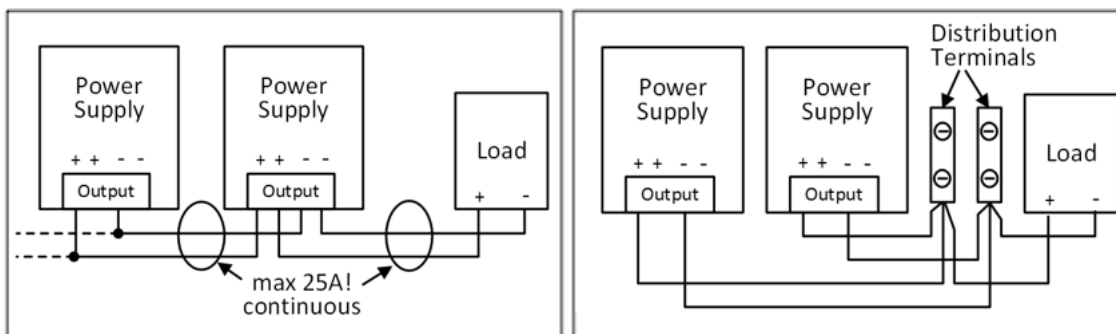 Power
Supply
+ + - -
Output
Power
Supply
+ + - -
Output
Load
+ -
max 25A!
continuous
Distribution
Terminals
Power
Supply
+ + - -
Output
Power
Supply
+ + - -
Output
Load
+ -